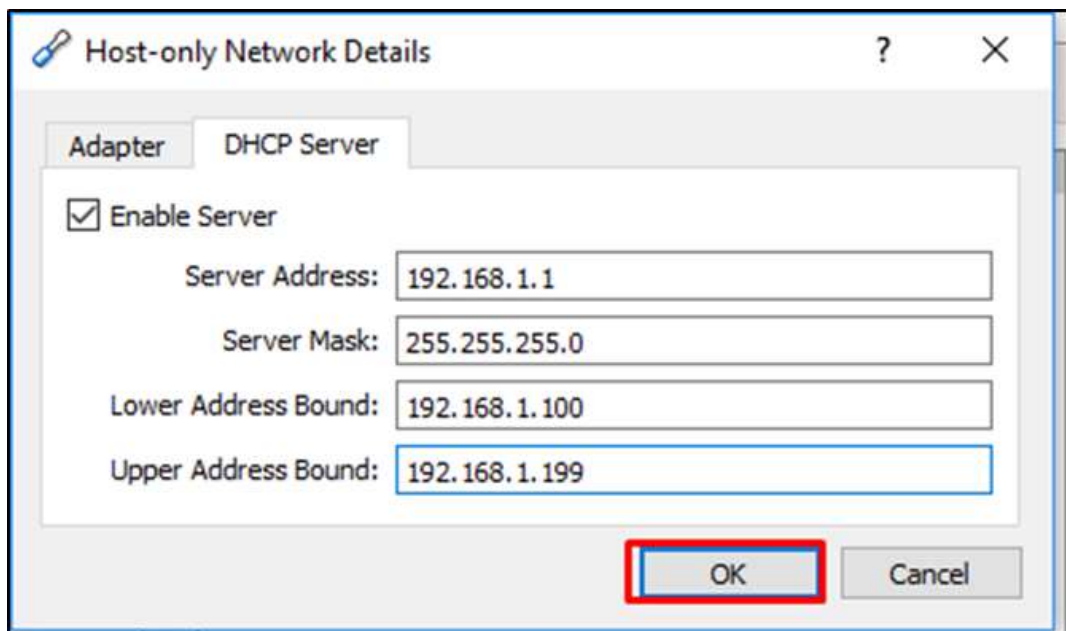 Host-only Network Details
?
Adapter
DHCP Server
Enable Server
Server Address: 192.168.1.1
Server Mask: 255.255.255.0
Lower Address Bound: 192.168.1.100
Upper Address Bound: 192.168.1.199
OK
Cancel